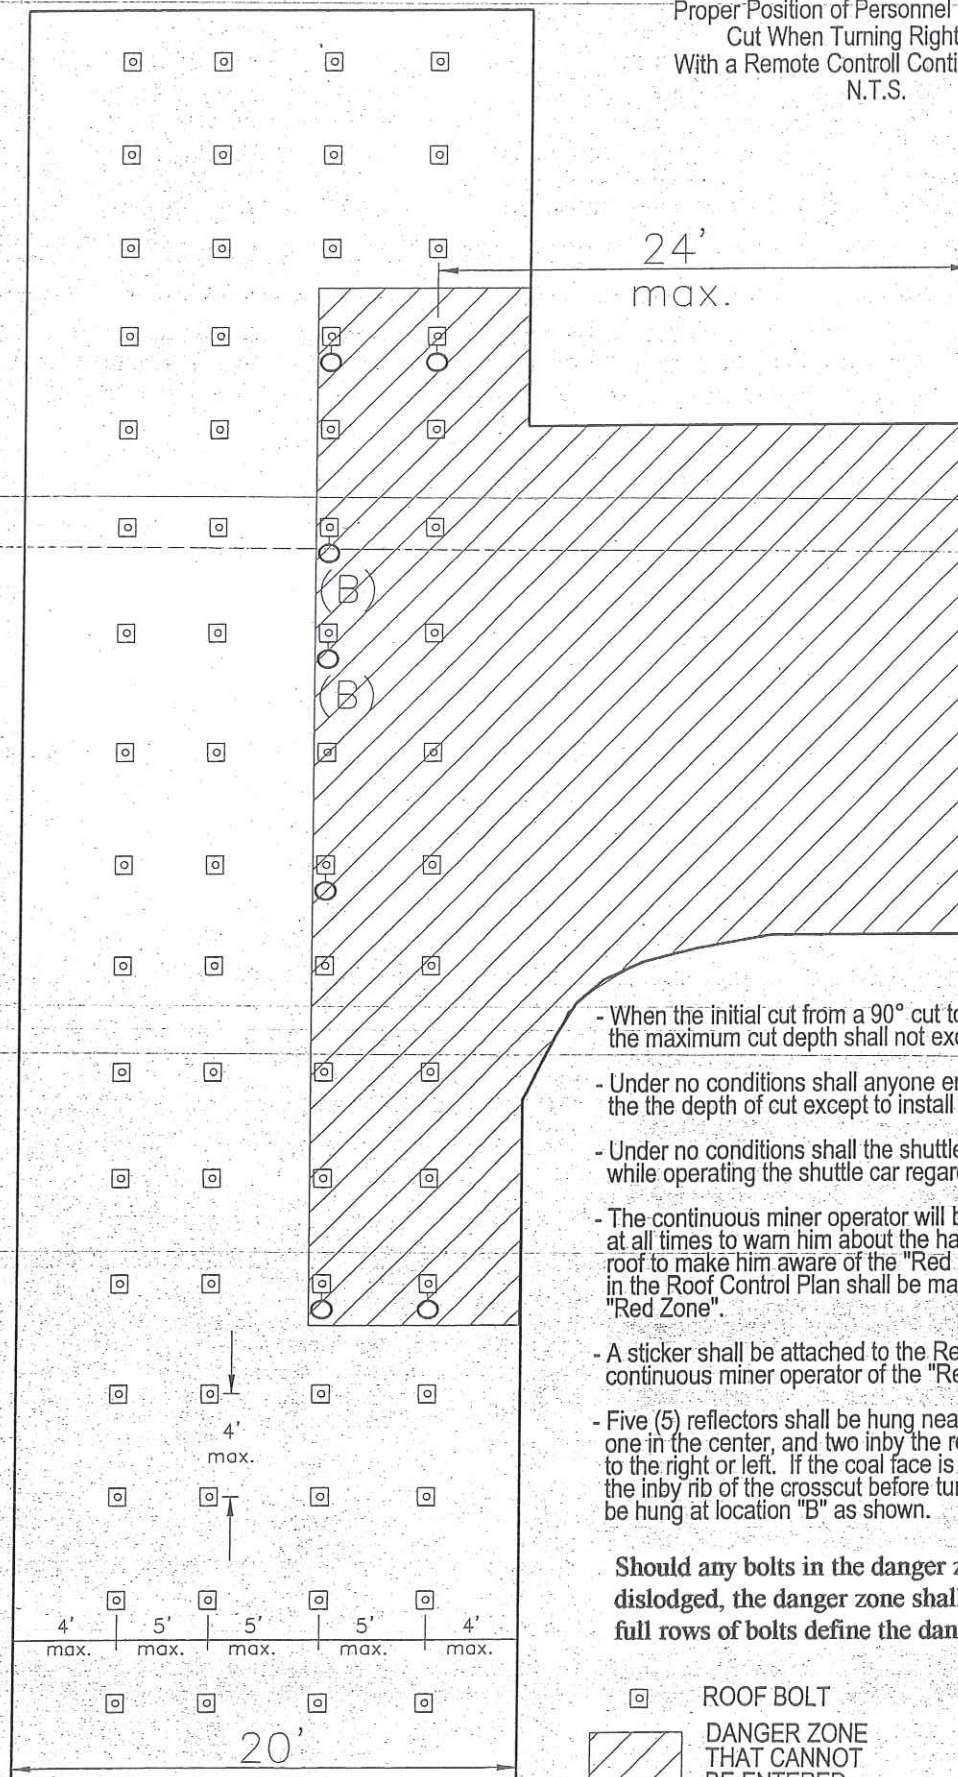 Proper Position of Personnel
Cut When Turning Right
With a Remote Controll Conti
N.T.S.
24'
max.
(B)
(B)
- When the initial cut from a 90° cut to
the maximum cut depth shall not exc
- Under no conditions shall anyone en
the the depth of cut except to install
- Under no conditions shall the shuttle
while operating the shuttle car regar
- The continuous miner operator will b
at all times to warn him about the ha
roof to make him aware of the "Red
in the Roof Control Plan shall be ma
"Red Zone".
- A sticker shall be attached to the Re
continuous miner operator of the "Re
4'
max.
- Five (5) reflectors shall be hung nea
one in the center, and two inby the r
to the right or left. If the coal face is
the inby rib of the crosscut before tur
be hung at location "B" as shown.
Should any bolts in the danger z
dislodged, the danger zone shal
full rows of bolts define the dan
4' 5' 5' 5' 4'
max. max. max. max. max.
ROOF BOLT
20'
DANGER ZONE
THAT CANNOT
BE ENTERED